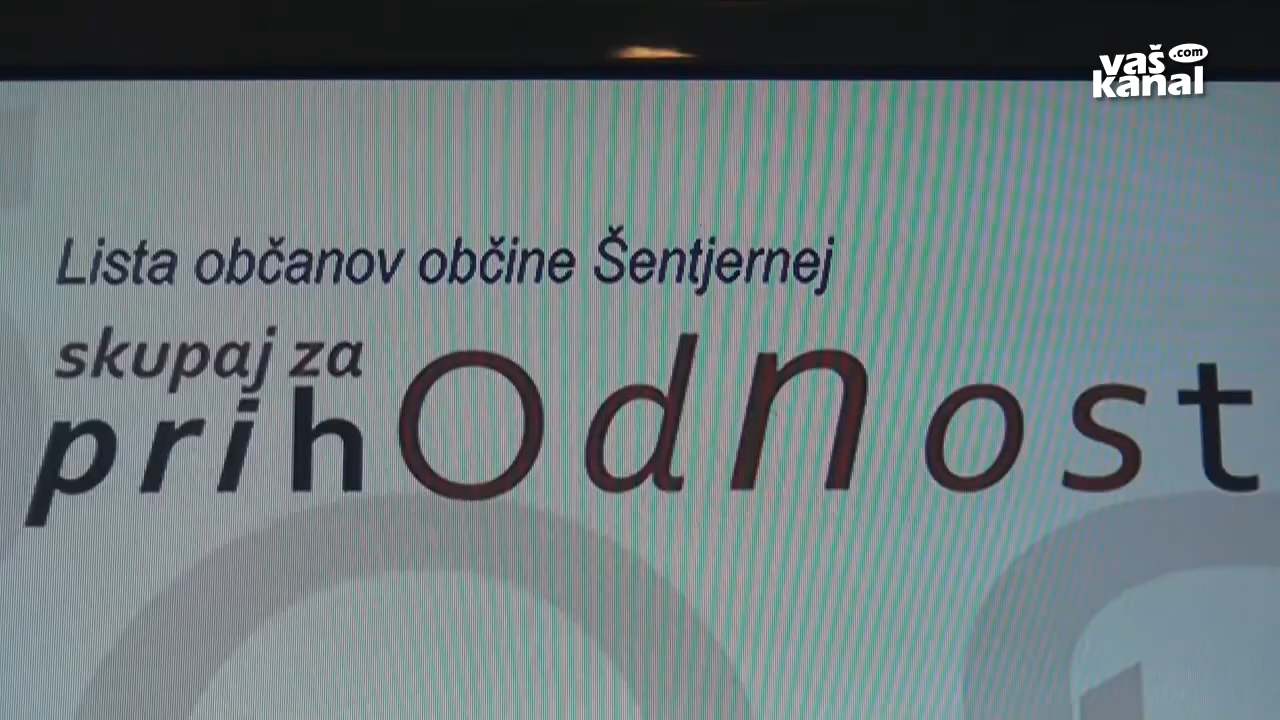 vaš .com
kanal
Lista občanov občine Šentjernej
skupaj za
prihOdnost